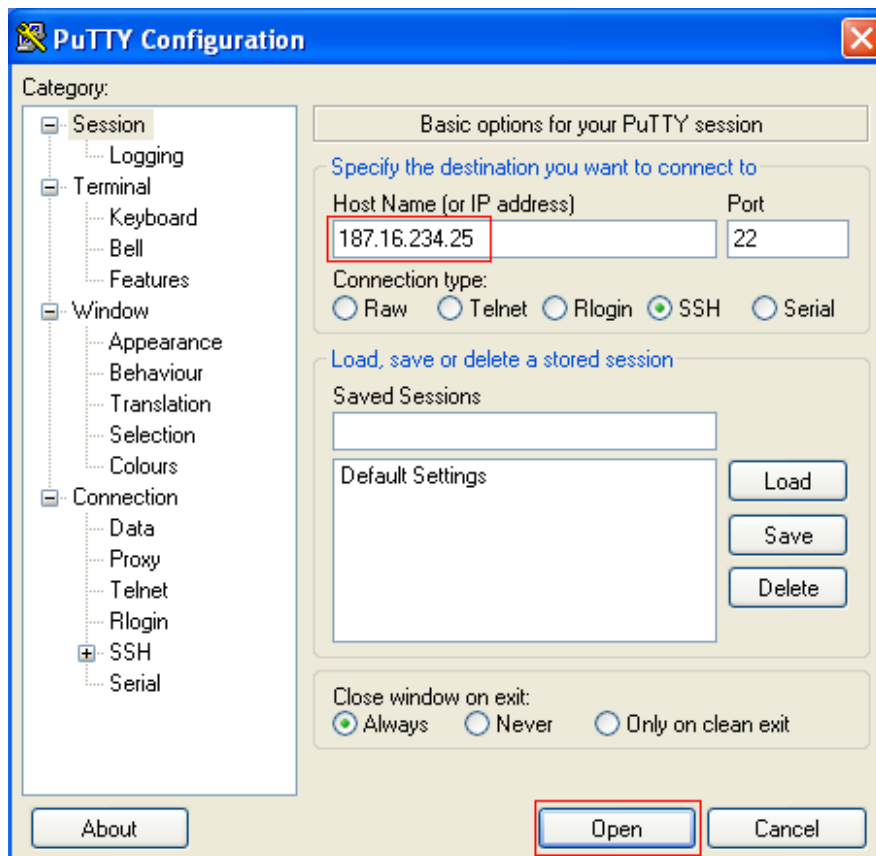 PuTTY Configuration
Category:
Session
Logging
Terminal
Keyboard
Bell
Features
Window
Appearance
Behaviour
Translation
Selection
Colours
Connection
Data
Proxy
Telnet
Rlogin
SSH
Serial
Basic options for your PuTTY session
Specify the destination you want to connect to
Host Name (or IP address) Port
187.16.234.25 22
Connection type:
Raw Telnet Rlogin SSH Serial
Load, save or delete a stored session
Saved Sessions
Default Settings
Load
Save
Delete
Close window on exit:
Always Never Only on clean exit
About Open Cancel